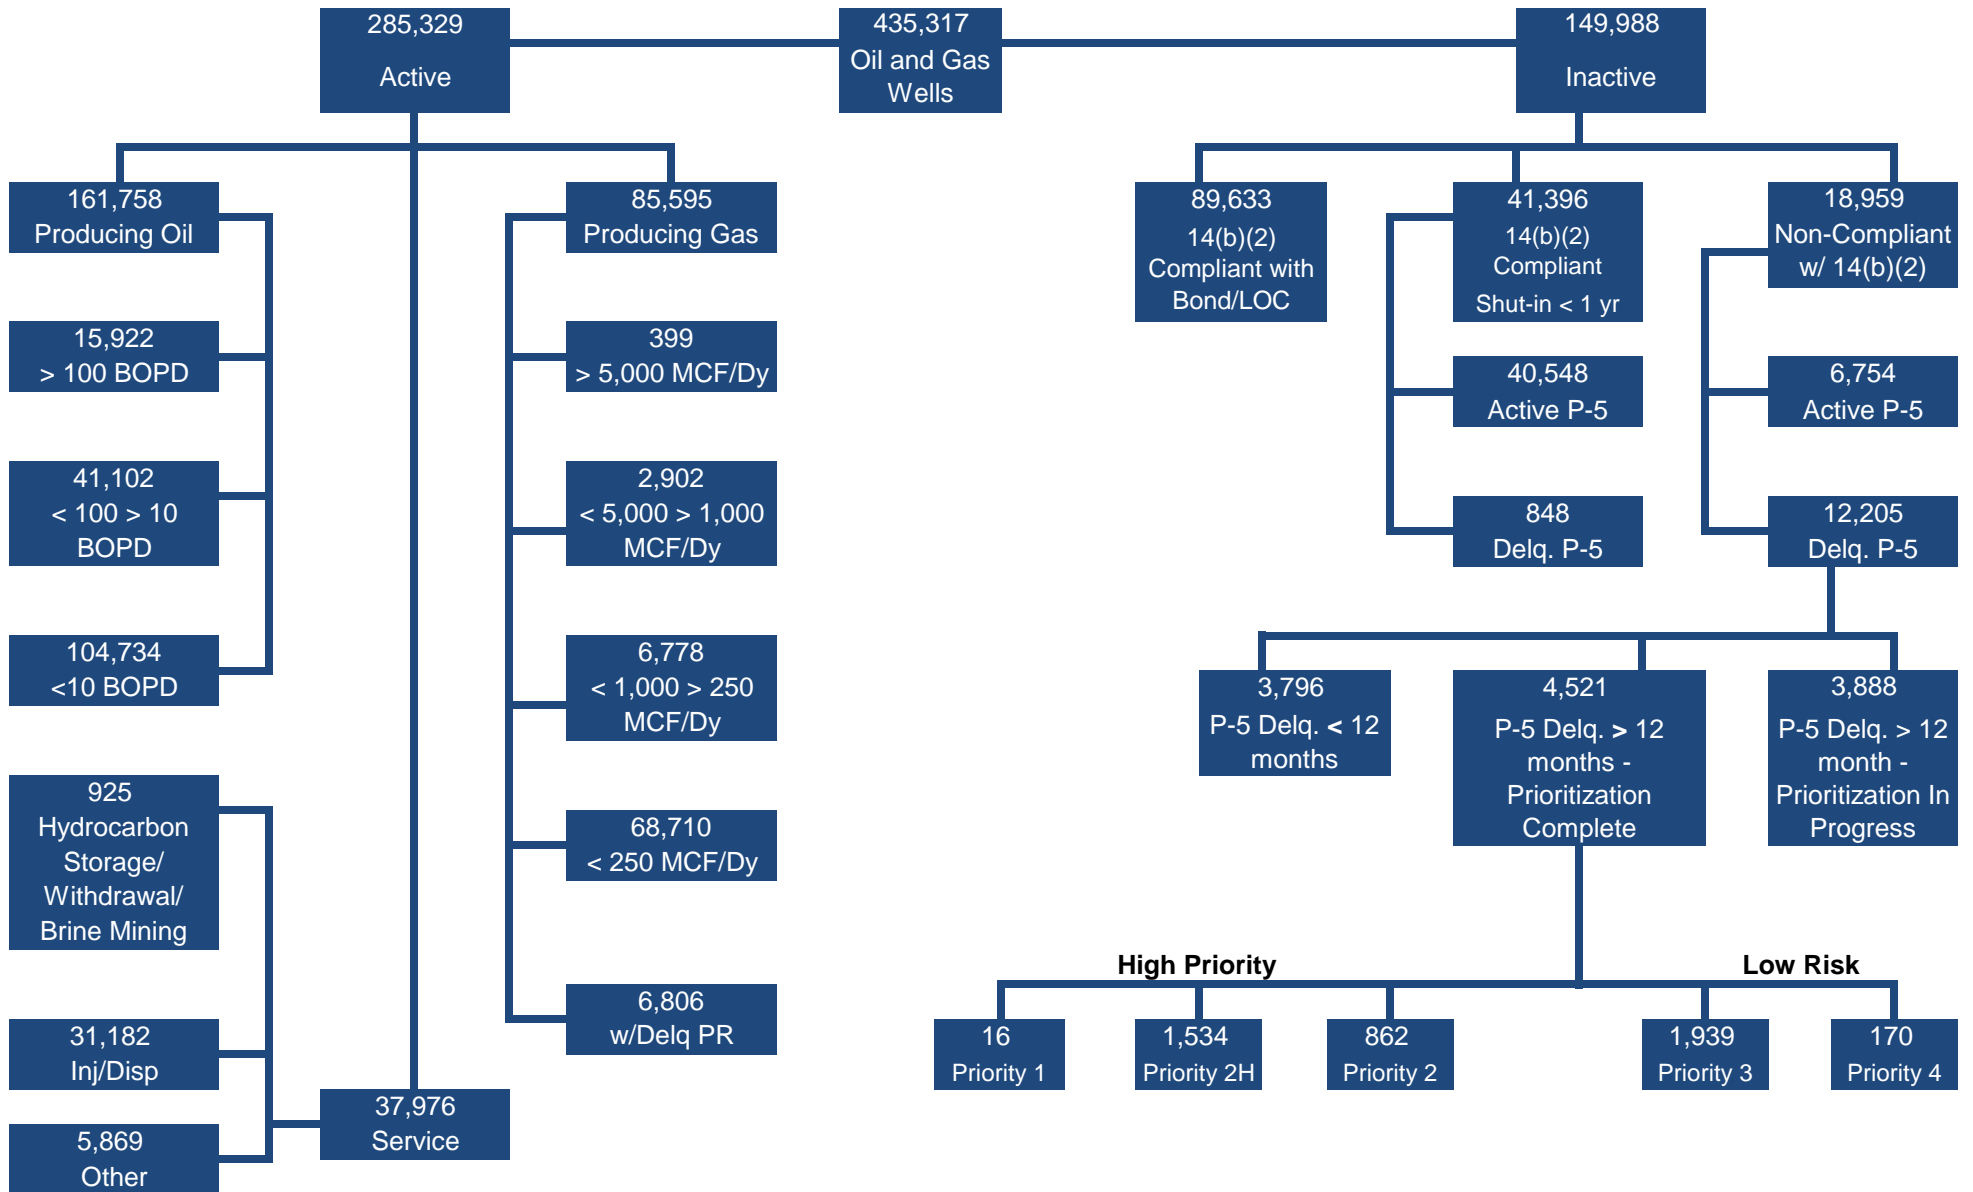 285,329
Active
435,317
Oil and Gas
Wells
149,988
Inactive
161,758
Producing Oil
15,922
> 100 BOPD
41,102
< 100 > 10
BOPD
104,734
<10 BOPD
85,595
Producing Gas
399
> 5,000 MCF/Dy
2,902
< 5,000 > 1,000
MCF/Dy
6,778
< 1,000 > 250
MCF/Dy
68,710
< 250 MCF/Dy
6,806
w/Delq PR
925
Hydrocarbon
Storage/
Withdrawal/
Brine Mining
31,182
Inj/Disp
5,869
Other
37,976
Service
89,633
14(b)(2)
Compliant with
Bond/LOC
41,396
14(b)(2)
Compliant
Shut-in < 1 yr
40,548
Active P-5
848
Delq. P-5
18,959
Non-Compliant
w/ 14(b)(2)
6,754
Active P-5
12,205
Delq. P-5
3,796
P-5 Delq. < 12
months
4,521
P-5 Delq. > 12
months -
Prioritization
Complete
3,888
P-5 Delq. > 12
month -
Prioritization In
Progress
High Priority
Low Risk
16
Priority 1
1,534
Priority 2H
862
Priority 2
1,939
Priority 3
170
Priority 4